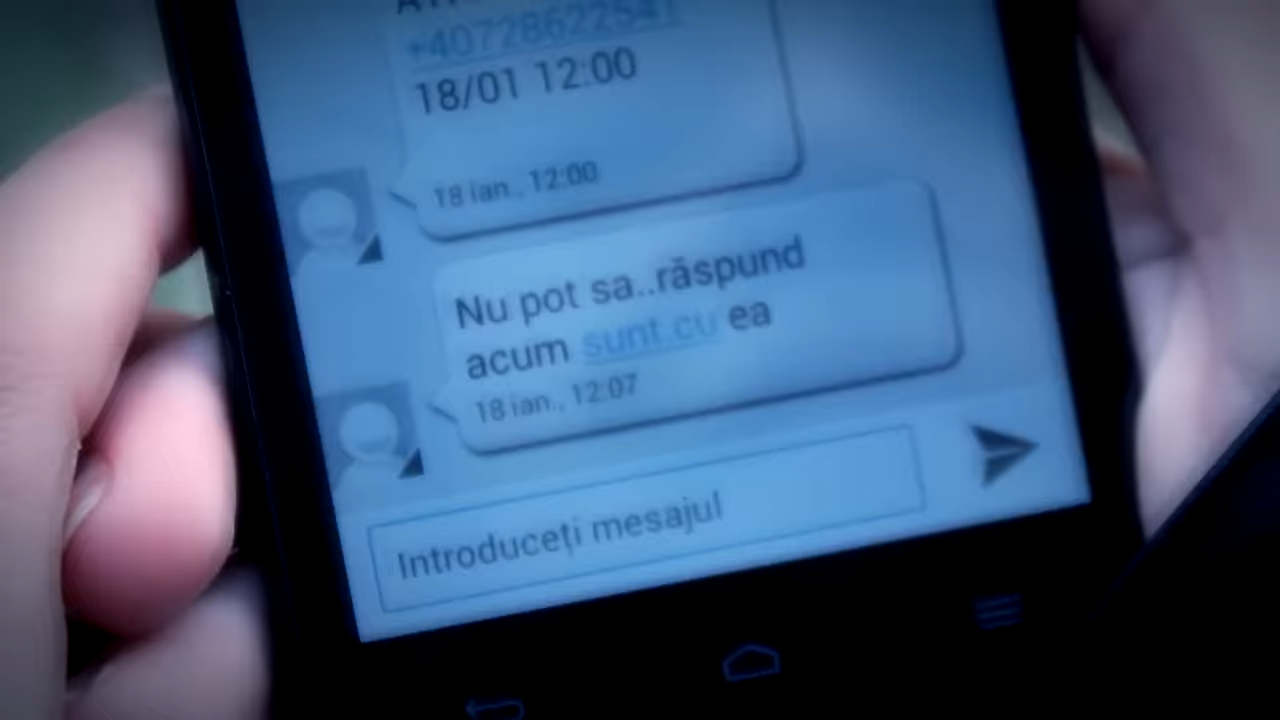 +40728622541
18/01 12:00
18 ian., 12:00
Nu pot sa..răspund
acum sunt cu ea
18 ian., 12:07
Introduceți mesajul